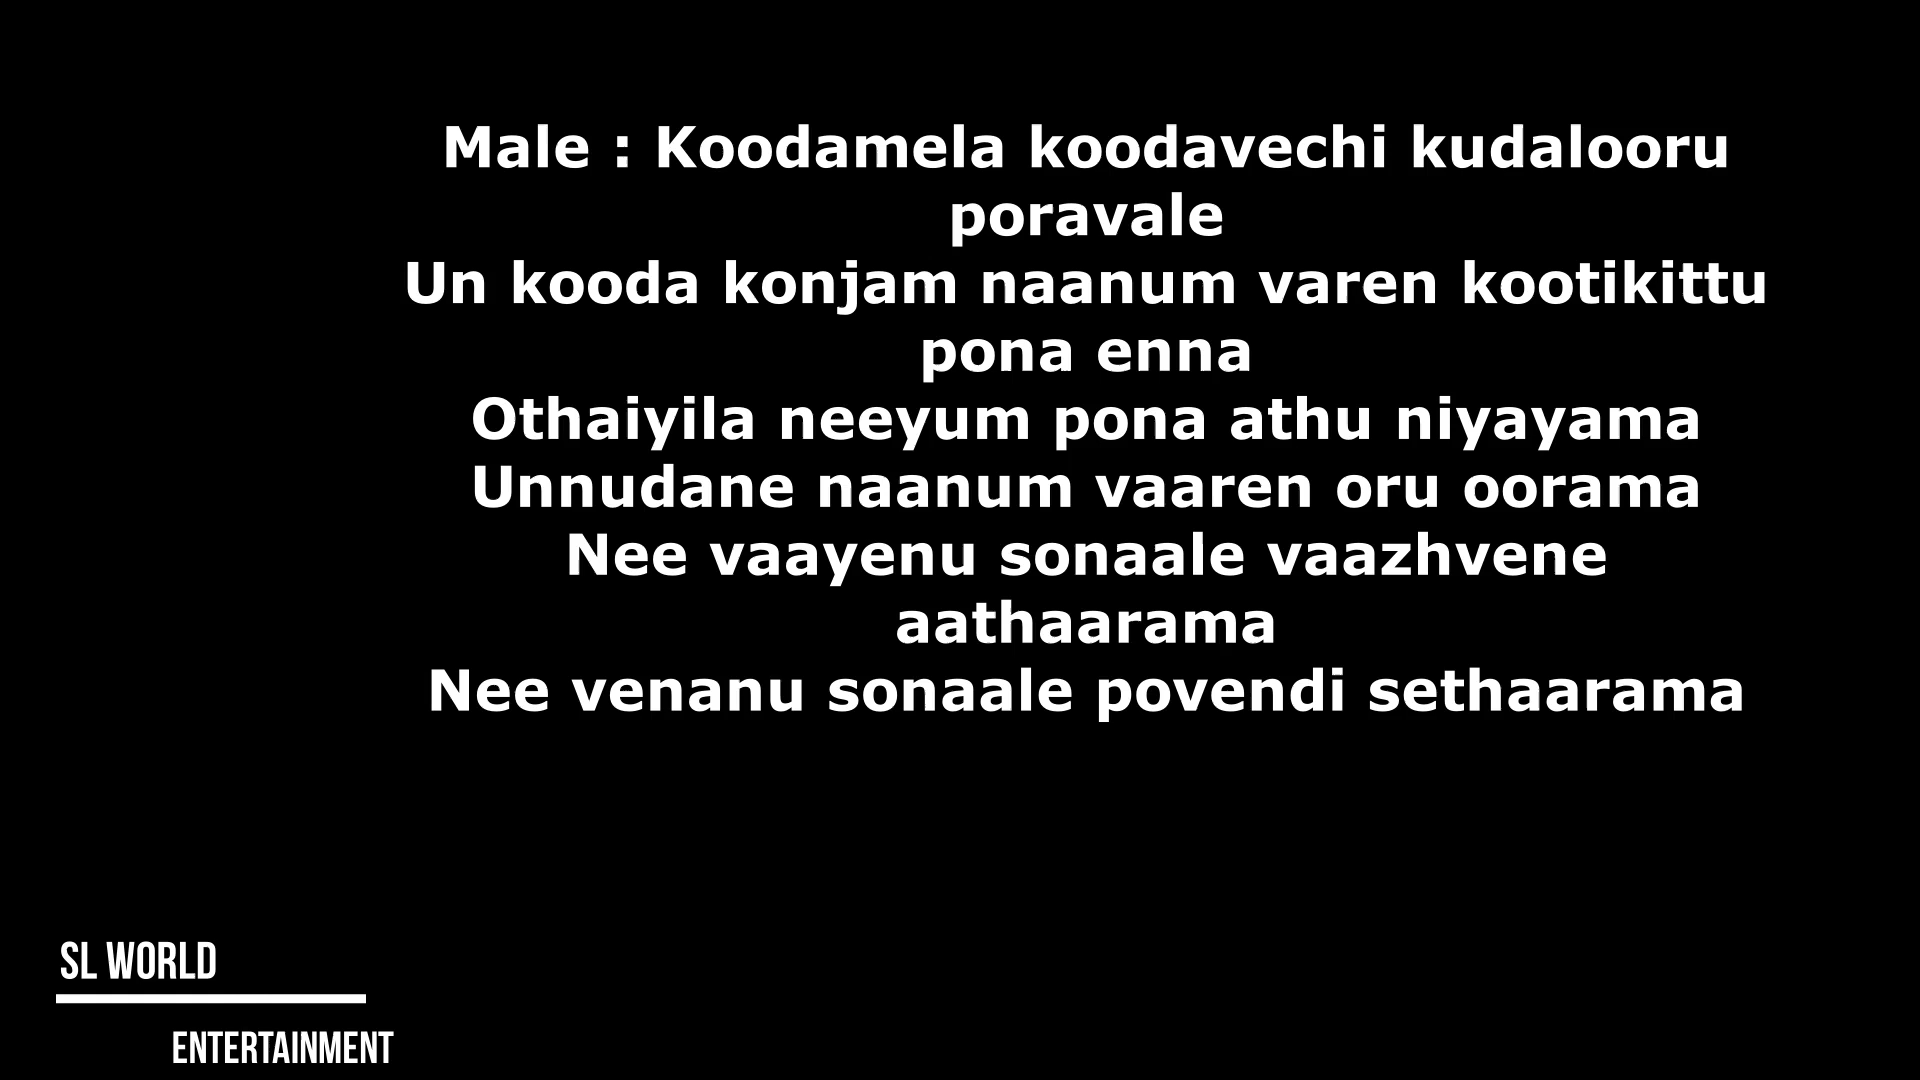 Male : Koodamela koodavechi kudalooru
poravale
Un kooda konjam naanum varen kootikittu
pona enna
Othaiyila neeyum pona athu niyayama
Unnudane naanum vaaren oru oorama
Nee vaayenu sonaale vaazhvene
aathaarama
Nee venanu sonaale povendi sethaarama
SL WORLD
ENTERTAINMENT